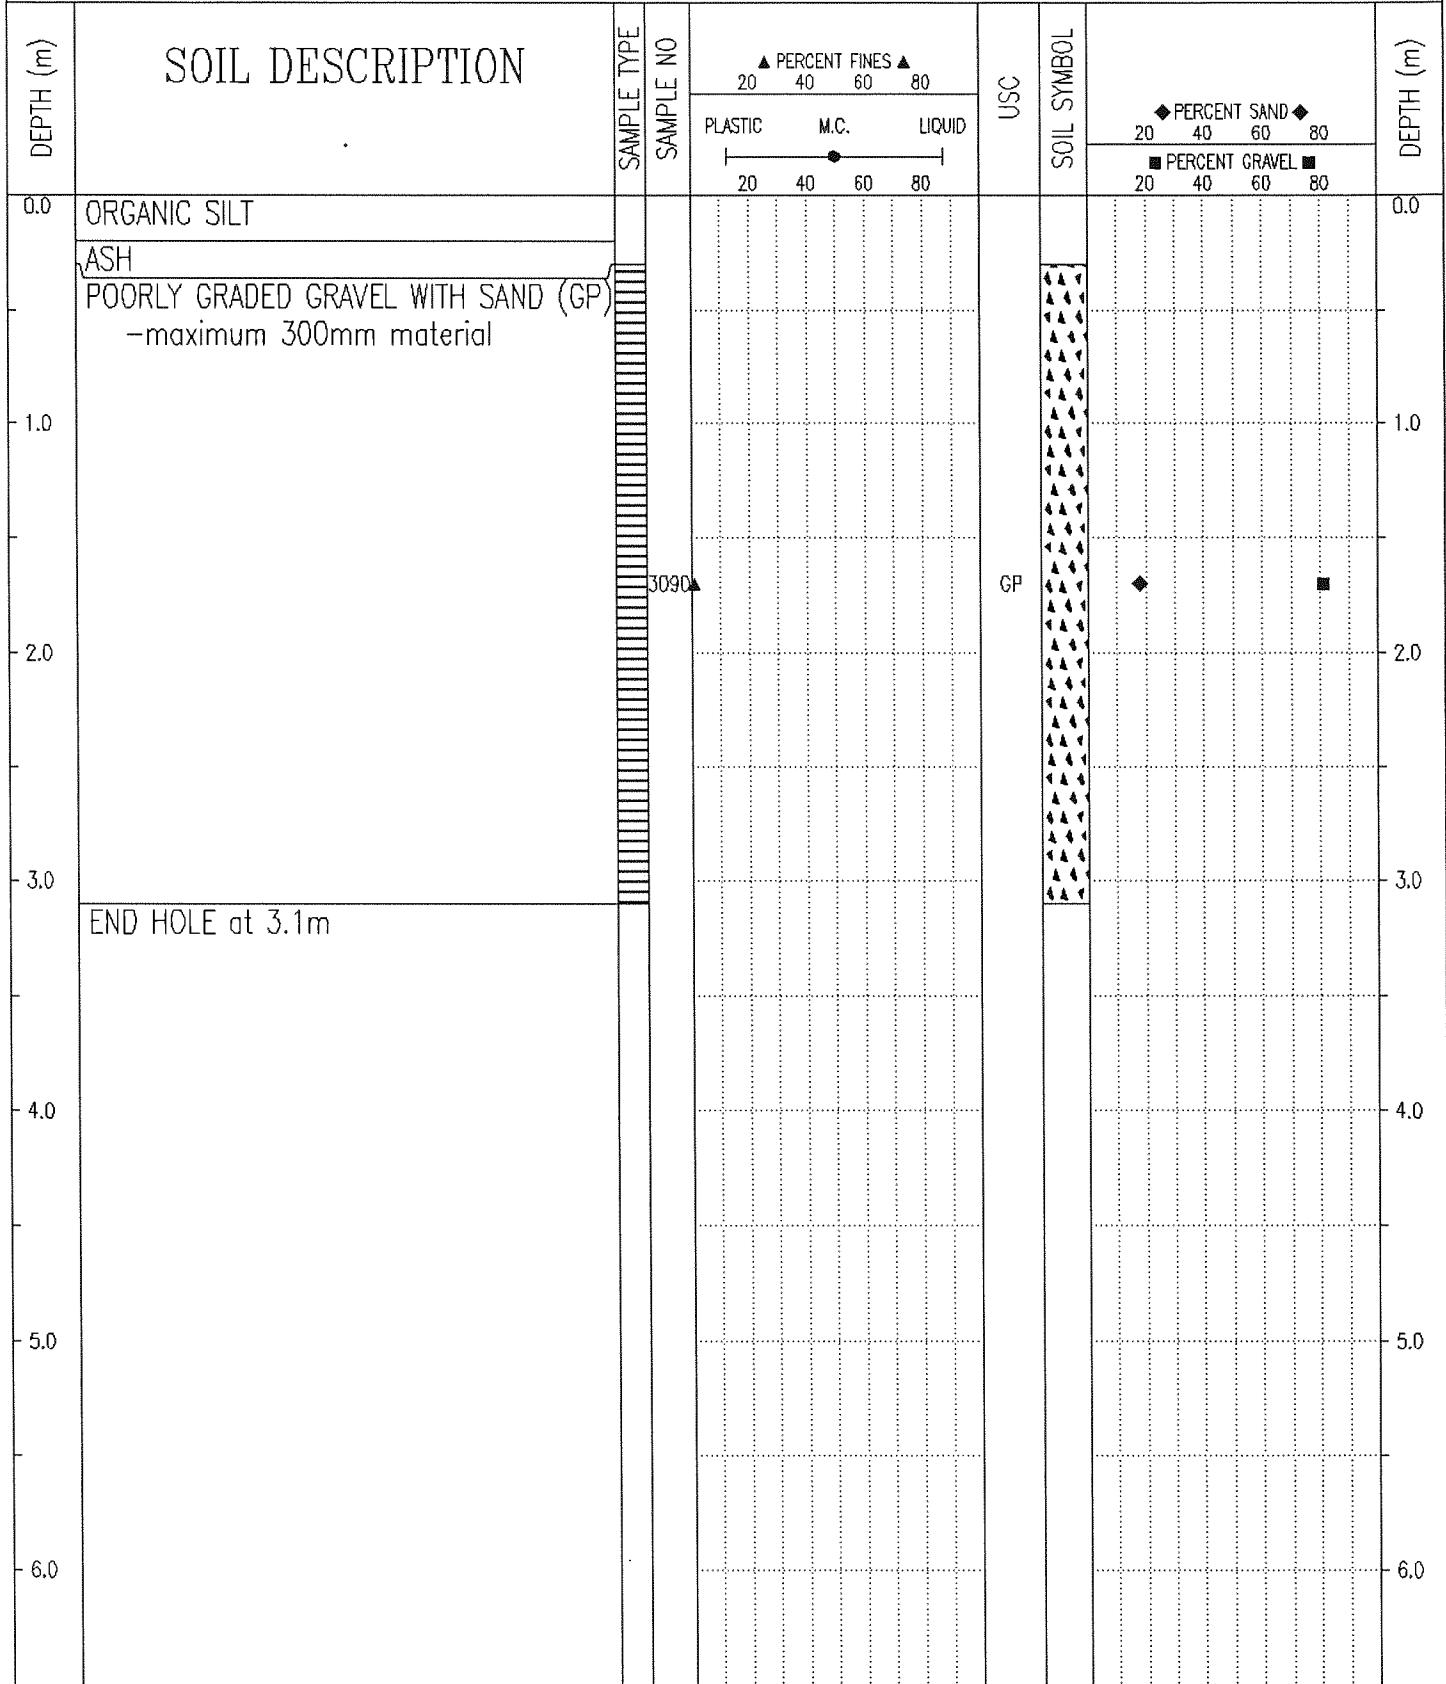 DEPTH (m)
SOIL DESCRIPTION
SAMPLE TYPE
SAMPLE NO
▲ PERCENT FINES ▲
20 40 60 80
PLASTIC M.C. LIQUID
20 40 60 80
USC
SOIL SYMBOL
◆ PERCENT SAND ◆
20 40 60 80
■ PERCENT GRAVEL ■
20 40 60 80
DEPTH (m)
0.0 ORGANIC SILT 0.0
ASH
POORLY GRADED GRAVEL WITH SAND (GP)
-maximum 300mm material
1.0 1.0
3090 GP
2.0 2.0
3.0 3.0
END HOLE at 3.1m
4.0 4.0
5.0 5.0
6.0 6.0